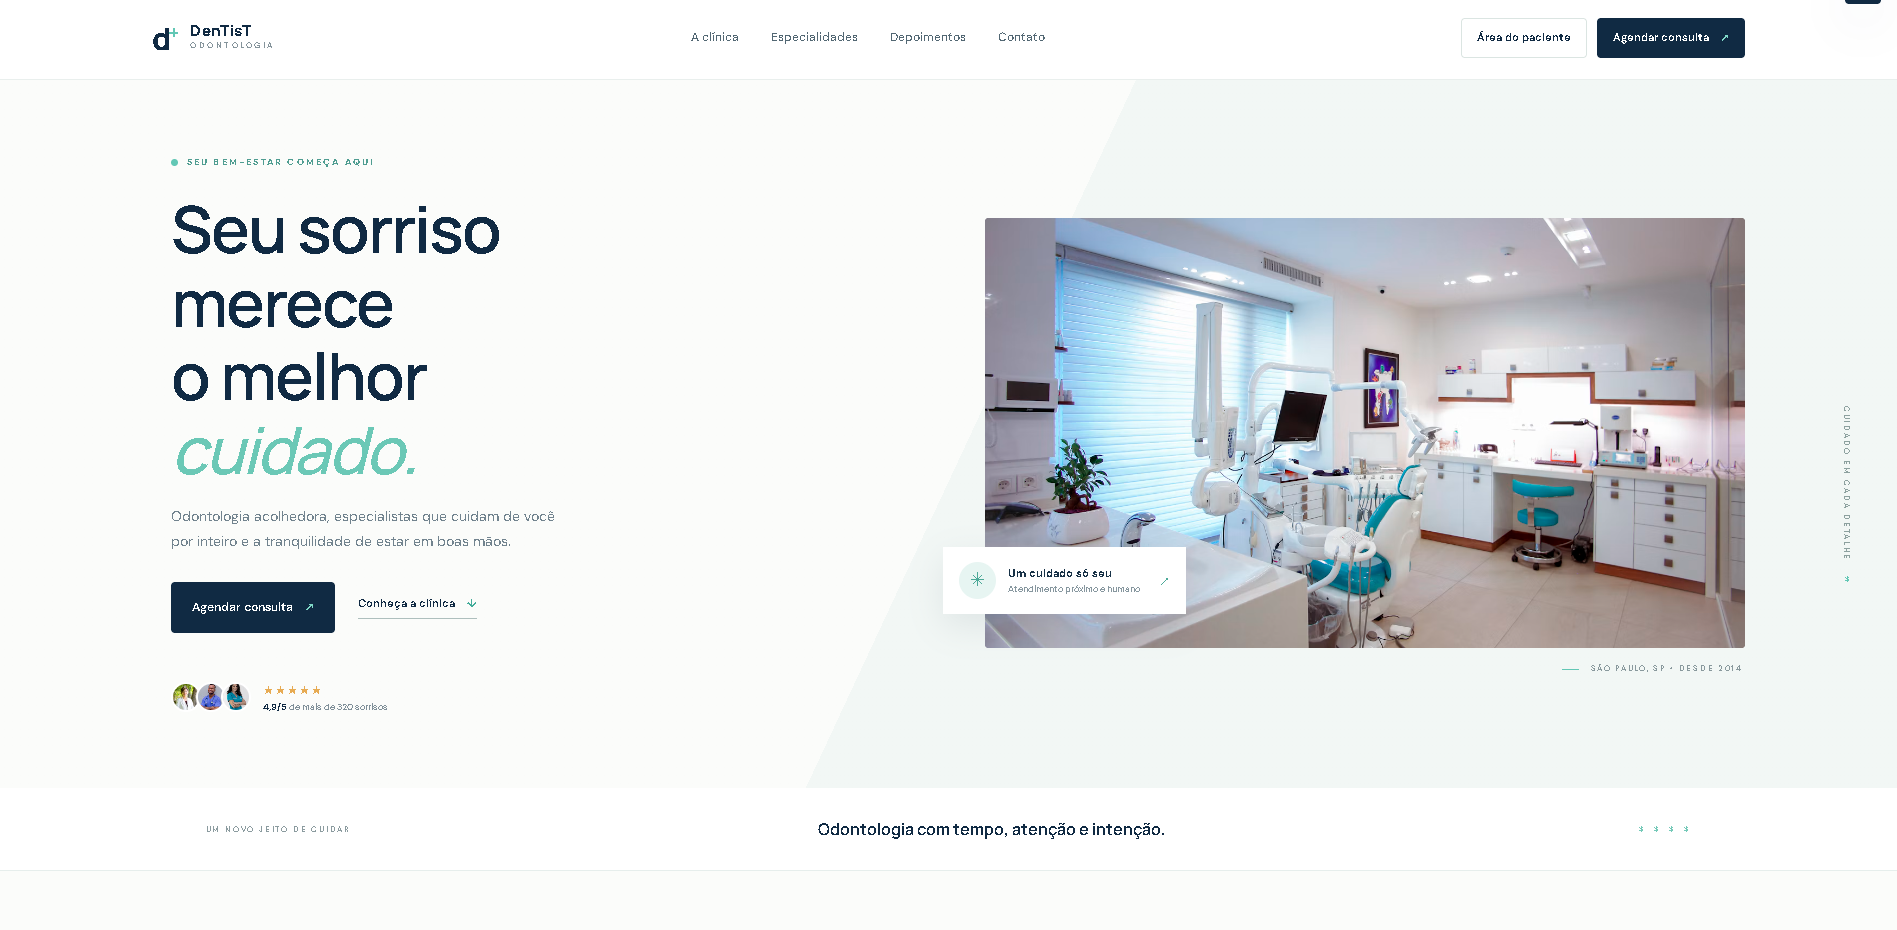 DenTisT
ODONTOLOGIA
A clínica
Especialidades
Depoimentos
Contato
Área do paciente
Agendar consulta ↗
SEU BEM-ESTAR COMEÇA AQUI
Seu sorriso
merece
o melhor
cuidado.
Odontologia acolhedora, especialistas que cuidam de você
por inteiro e a tranquilidade de estar em boas mãos.
Agendar consulta ↗
Conheça a clínica ↓
★★★★★
4,9/5 de mais de 320 sorrisos
Um cuidado só seu
Atendimento próximo e humano
SÃO PAULO, SP • DESDE 2014
CUIDADO EM CADA DETALHE *
UM NOVO JEITO DE CUIDAR
Odontologia com tempo, atenção e intenção.
* * * *